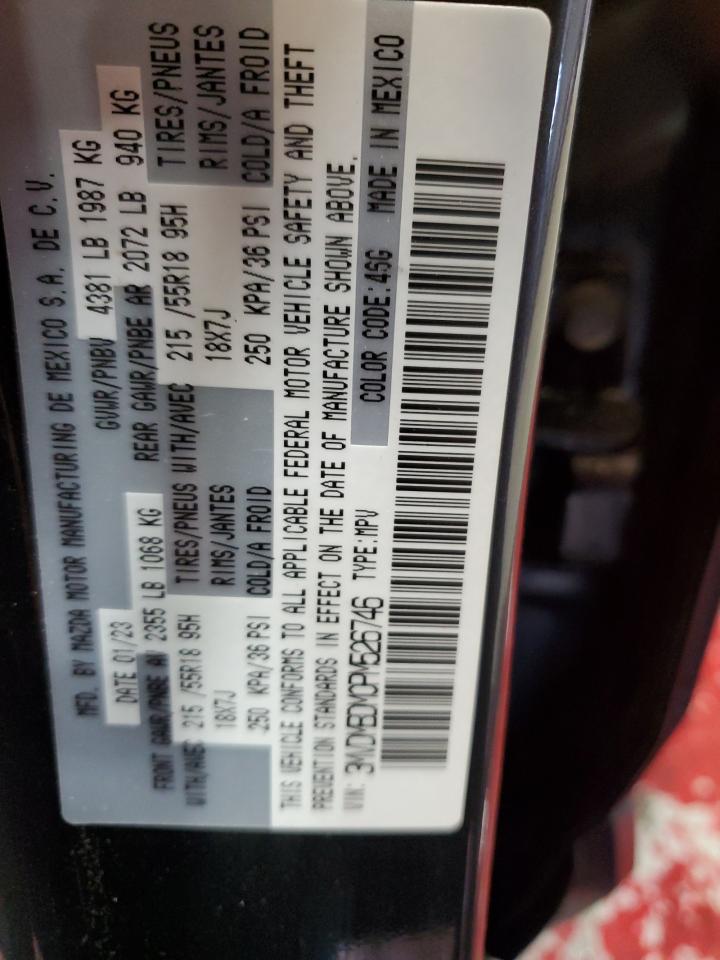 MFD. BY MAZDA MOTOR MANUFACTURING DE MEXICO S.A. DE C.V.
DATE 01/23 GVWR/PNBV 4381 LB 1987 KG
FRONT GAWR/PNBE AV 2355 LB 1068 KG REAR GAWR/PNBE AR 2072 LB 940 KG
WITH/AVEC 215 /55R18 95H TIRES/PNEUS WITH/AVEC 215 /55R18 95H TIRES/PNEUS
18X7J RIMS/JANTES 18X7J RIMS/JANTES
250 KPA/36 PSI COLD/A FROID 250 KPA/36 PSI COLD/A FROID
THIS VEHICLE CONFORMS TO ALL APPLICABLE FEDERAL MOTOR VEHICLE SAFETY AND THEFT
PREVENTION STANDARDS IN EFFECT ON THE DATE OF MANUFACTURE SHOWN ABOVE.
VIN: 3MVDMBDM0PM526746 TYPE:MPV COLOR CODE:46G MADE IN MEXICO